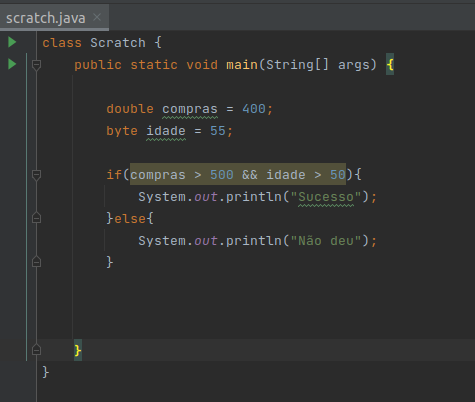 scratch.java
class Scratch {
public static void main(String[] args) {
double compras = 400;
byte idade = 55;
if(compras > 500 && idade > 50){
System.out.println("Sucesso");
}else{
System.out.println("Não deu");
}
}
}